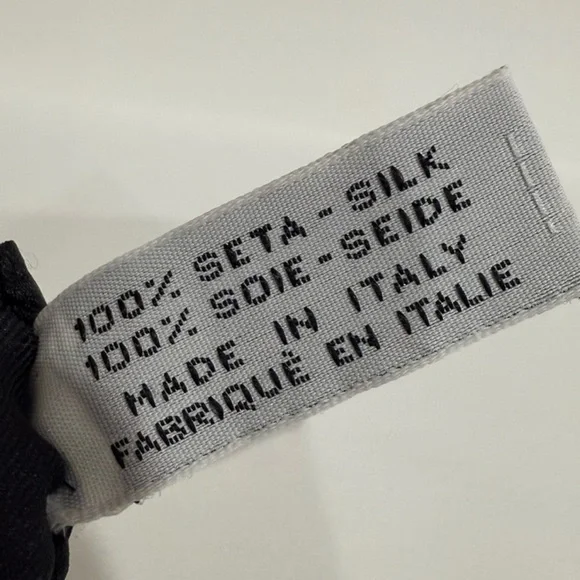 100% SETA - SILK
100% SOIE - SEIDE
MADE IN ITALY
FABRIQUÉ EN ITALIE